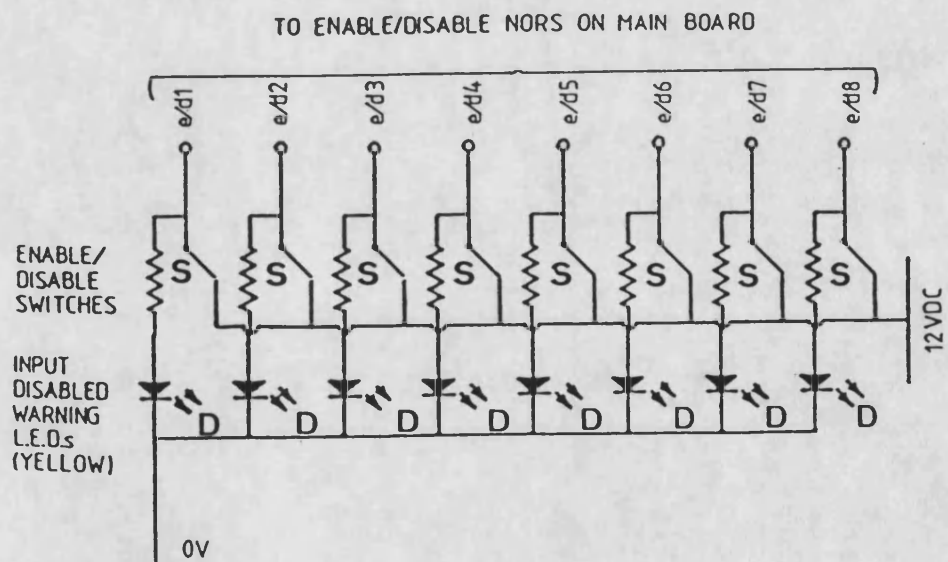 TO ENABLE/DISABLE NORS ON MAIN BOARD
e/d1 e/d2 e/d3 e/d4 e/d5 e/d6 e/d7 e/d8
ENABLE/
DISABLE
SWITCHES
S S S S S S S S
12VDC
INPUT
DISABLED
WARNING
L.E.D.s
(YELLOW)
D D D D D D D D
0V